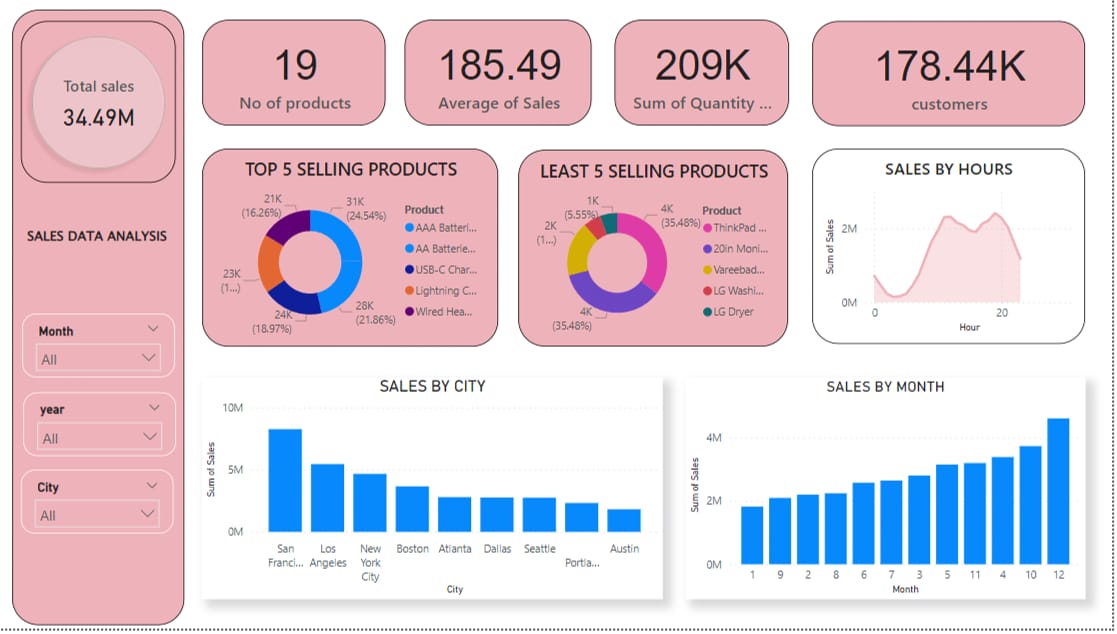 Total sales
34.49M
SALES DATA ANALYSIS
Month
All
year
All
City
All
19
No of products
185.49
Average of Sales
209K
Sum of Quantity ...
178.44K
customers
TOP 5 SELLING PRODUCTS
21K
(16.26%)
31K
(24.54%)
23K
(1...)
24K
(18.97%)
28K
(21.86%)
Product
AAA Batteri...
AA Batterie...
USB-C Char...
Lightning C...
Wired Hea...
LEAST 5 SELLING PRODUCTS
1K
(5.55%)
2K
(1...)
4K
(35.48%)
4K
(35.48%)
Product
ThinkPad ...
20in Moni...
Vareebad...
LG Washi...
LG Dryer
SALES BY HOURS
Sum of Sales
2M
0M
0
20
Hour
SALES BY CITY
Sum of Sales
10M
5M
0M
San
Franci...
Los
Angeles
New
York
City
Boston
Atlanta
Dallas
Seattle
Portla...
Austin
City
SALES BY MONTH
Sum of Sales
4M
2M
0M
1 9 2 8 6 7 3 5 11 4 10 12
Month